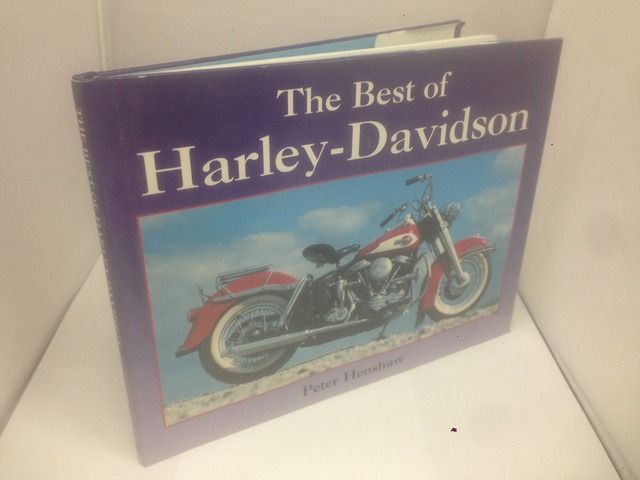 The Best of
Harley-Davidson
Peter Henshaw